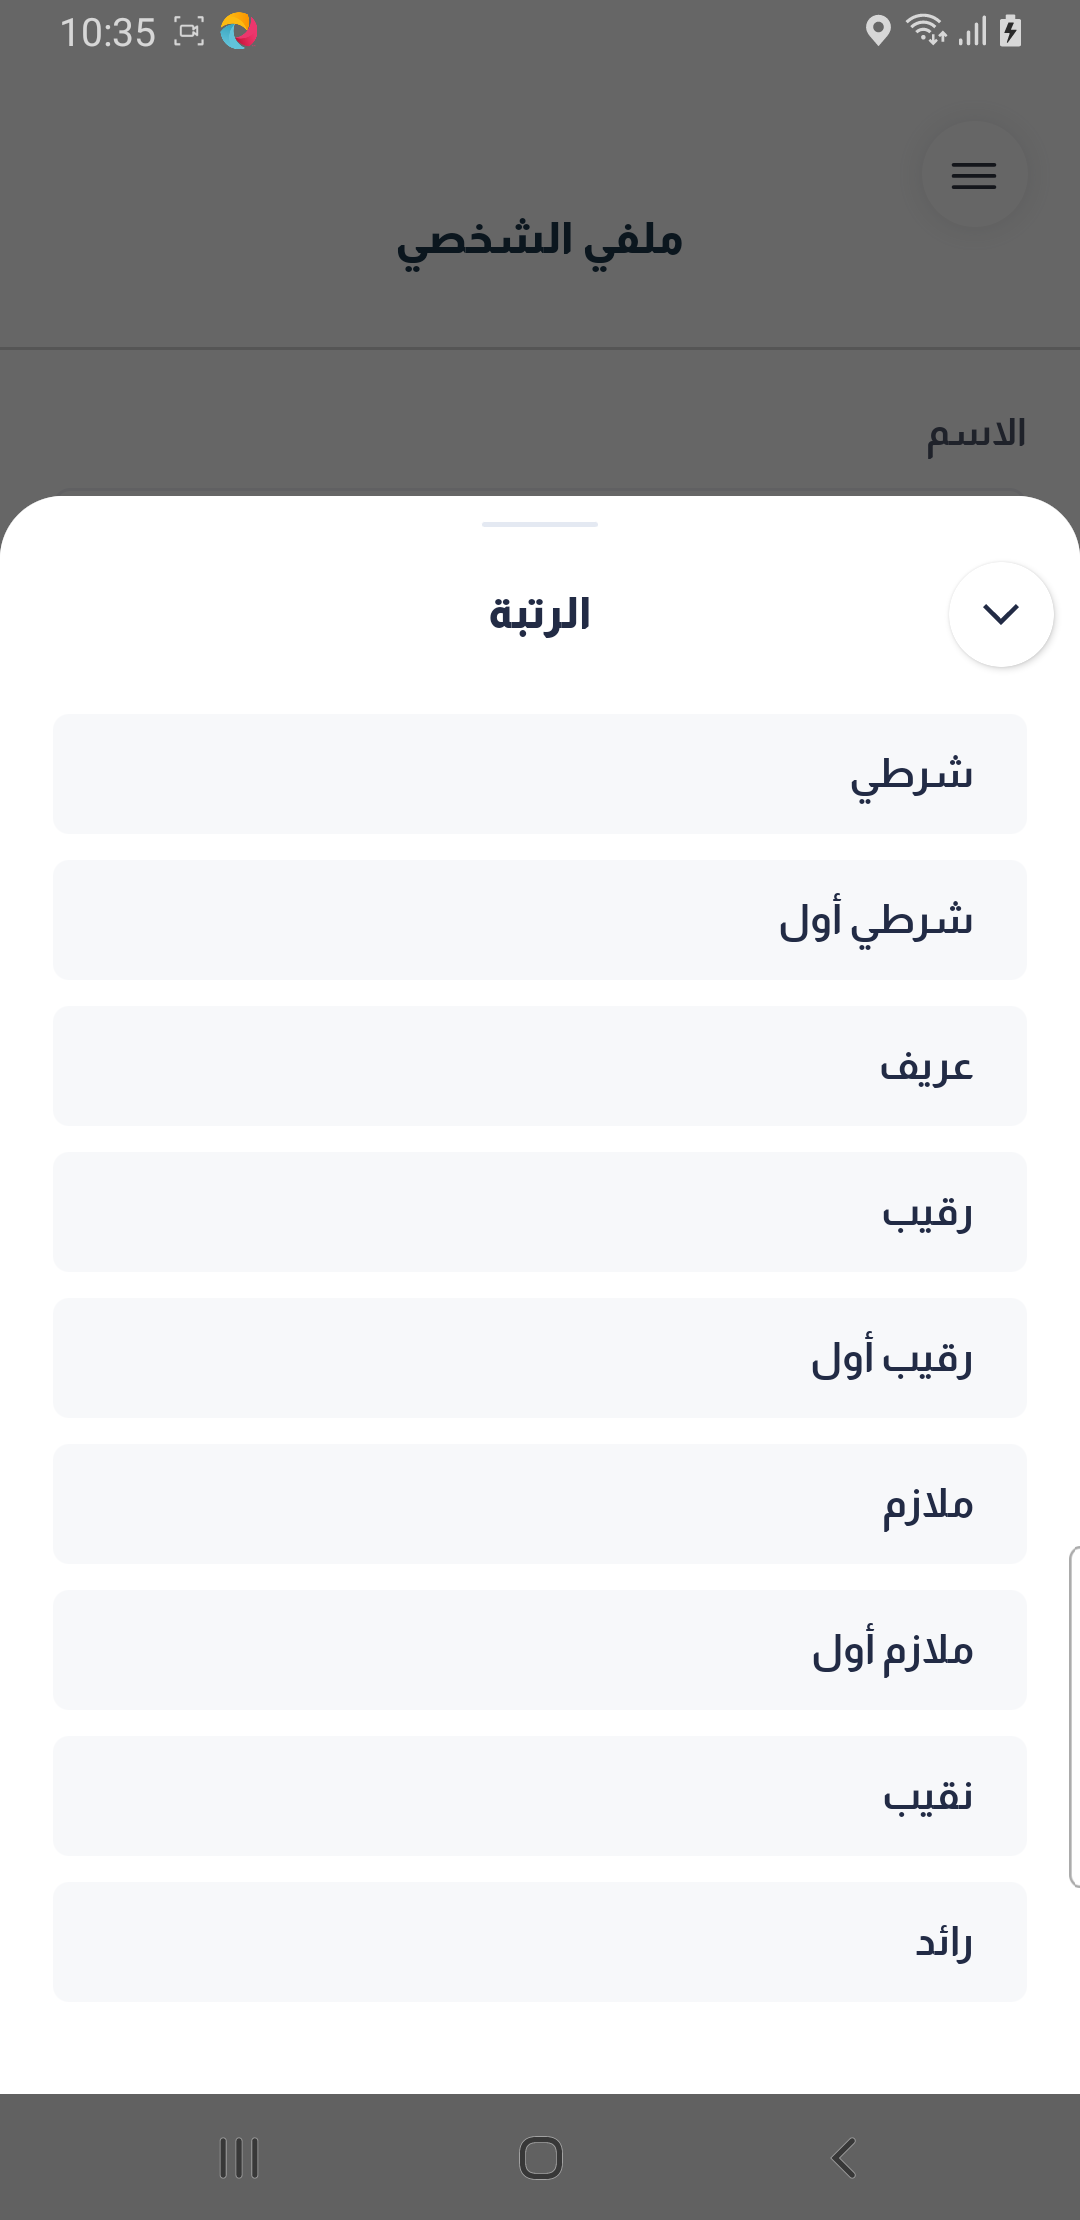 10:35
ملفي الشخصي
الاسم
الرتبة
شرطي
شرطي أول
عريف
رقيب
رقيب أول
ملازم
ملازم أول
نقيب
رائد